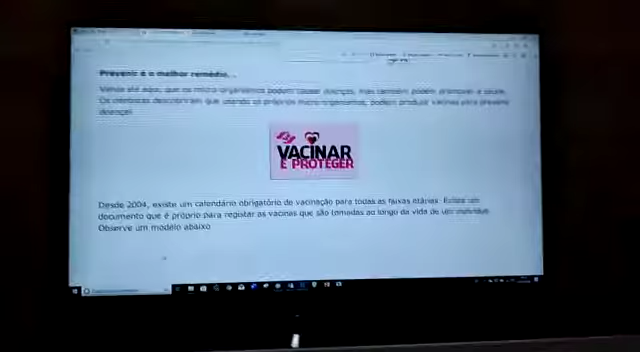 Prevenir é o melhor remédio...
Vimos até aqui, que os micro-organismos podem causar doenças, mas também podem promover a saúde.
Os cientistas descobriram que usando os próprios micro-organismos, podem produzir vacinas para prevenir
doenças!
VACINAR
É PROTEGER
Desde 2004, existe um calendário obrigatório de vacinação para todas as faixas etárias. Existe um
documento que é próprio para registar as vacinas que são tomadas ao longo da vida de um indivíduo.
Observe um modelo abaixo